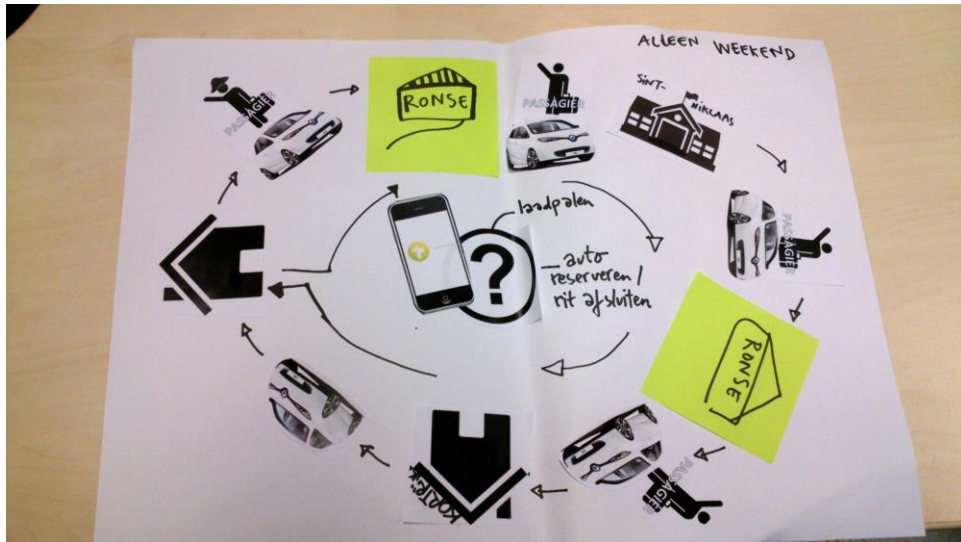 ALLEEN WEEKEND
PASSAGIER
RONSE
PASSAGIER
SINT-
NIKLAAS
laadpalen
auto
reserveren /
rit afsluiten
PASSAGIER
RONSE
PASSAGIER
KORTRIJK